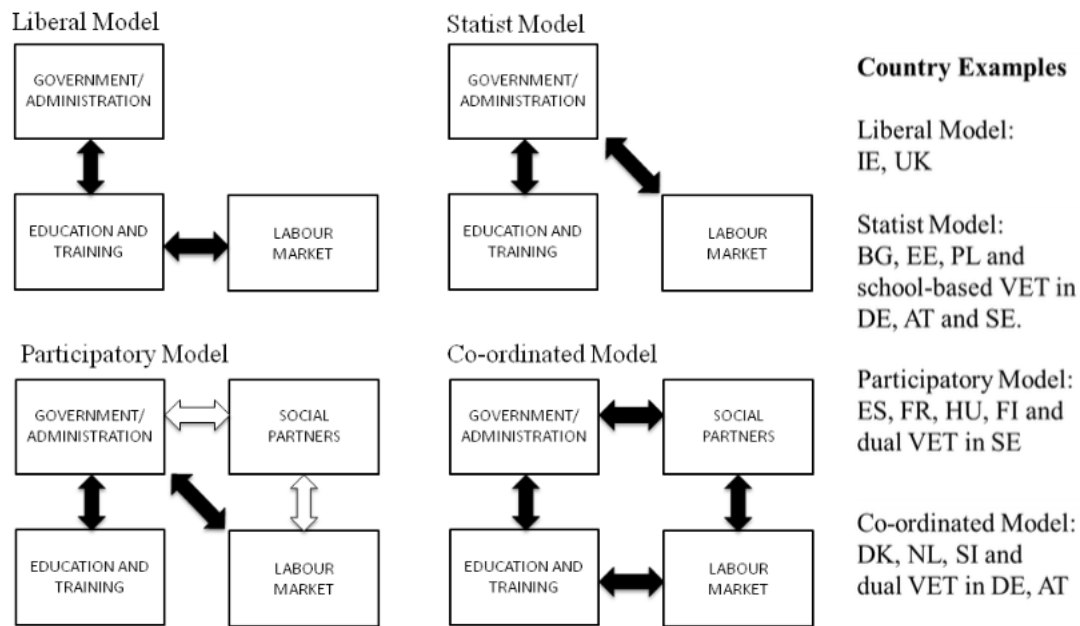 Liberal Model
GOVERNMENT/
ADMINISTRATION
EDUCATION AND
TRAINING
LABOUR
MARKET
Statist Model
GOVERNMENT/
ADMINISTRATION
EDUCATION AND
TRAINING
LABOUR
MARKET
Participatory Model
GOVERNMENT/
ADMINISTRATION
SOCIAL
PARTNERS
EDUCATION AND
TRAINING
LABOUR
MARKET
Co-ordinated Model
GOVERNMENT/
ADMINISTRATION
SOCIAL
PARTNERS
EDUCATION AND
TRAINING
LABOUR
MARKET
Country Examples
Liberal Model:
IE, UK
Statist Model:
BG, EE, PL and
school-based VET in
DE, AT and SE.
Participatory Model:
ES, FR, HU, FI and
dual VET in SE
Co-ordinated Model:
DK, NL, SI and
dual VET in DE, AT